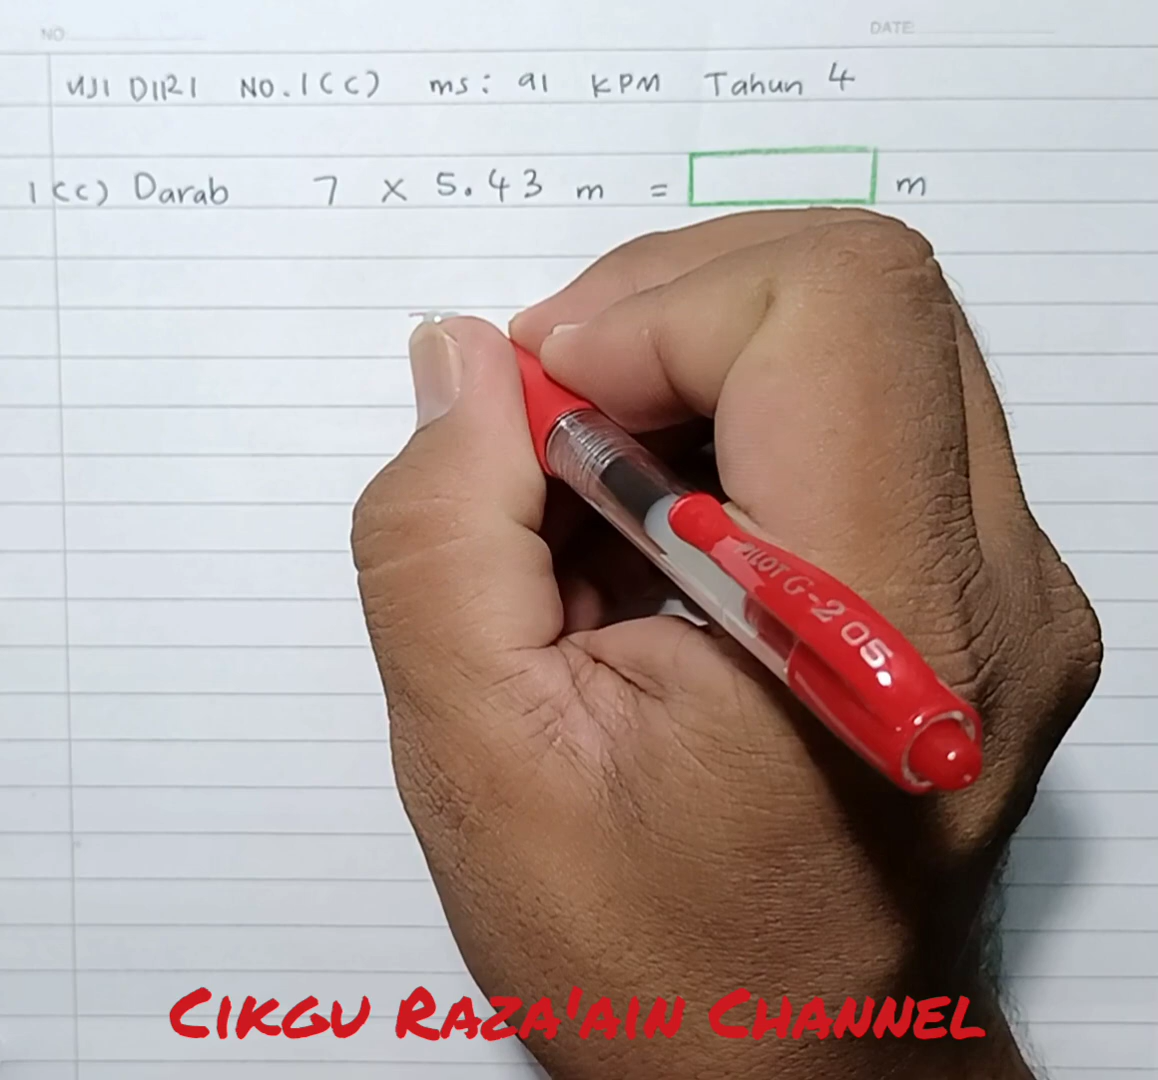 NO.
DATE
UJI DIRI NO. 1(C) ms: 91 KPM Tahun 4
1(c) Darab 7 × 5.43 m = m
PILOT G-2 05.
CIKGU RAZA'AIN CHANNEL